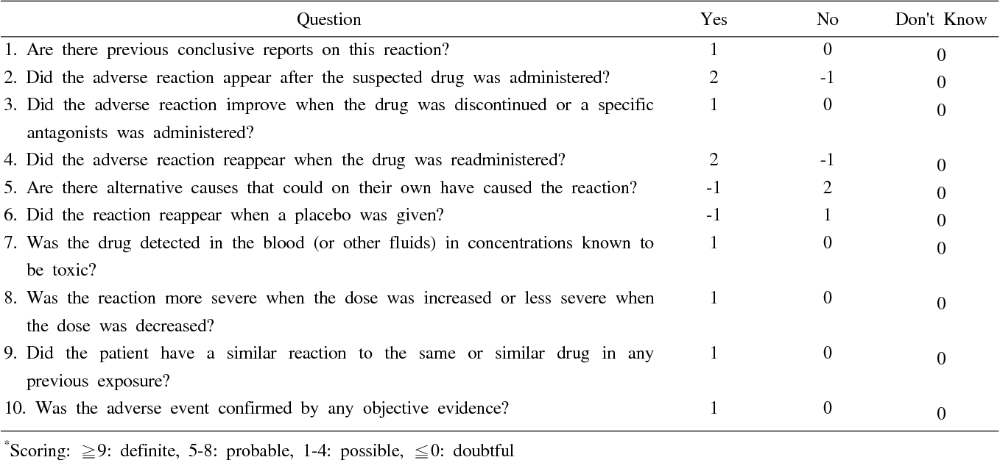 Question Yes No Don't Know
1. Are there previous conclusive reports on this reaction? 1 0 0
2. Did the adverse reaction appear after the suspected drug was administered? 2 -1 0
3. Did the adverse reaction improve when the drug was discontinued or a specific 1 0 0
antagonists was administered?
4. Did the adverse reaction reappear when the drug was readministered? 2 -1 0
5. Are there alternative causes that could on their own have caused the reaction? -1 2 0
6. Did the reaction reappear when a placebo was given? -1 1 0
7. Was the drug detected in the blood (or other fluids) in concentrations known to 1 0 0
be toxic?
8. Was the reaction more severe when the dose was increased or less severe when 1 0 0
the dose was decreased?
9. Did the patient have a similar reaction to the same or similar drug in any 1 0 0
previous exposure?
10. Was the adverse event confirmed by any objective evidence? 1 0 0
*Scoring: ≧9: definite, 5-8: probable, 1-4: possible, ≦0: doubtful